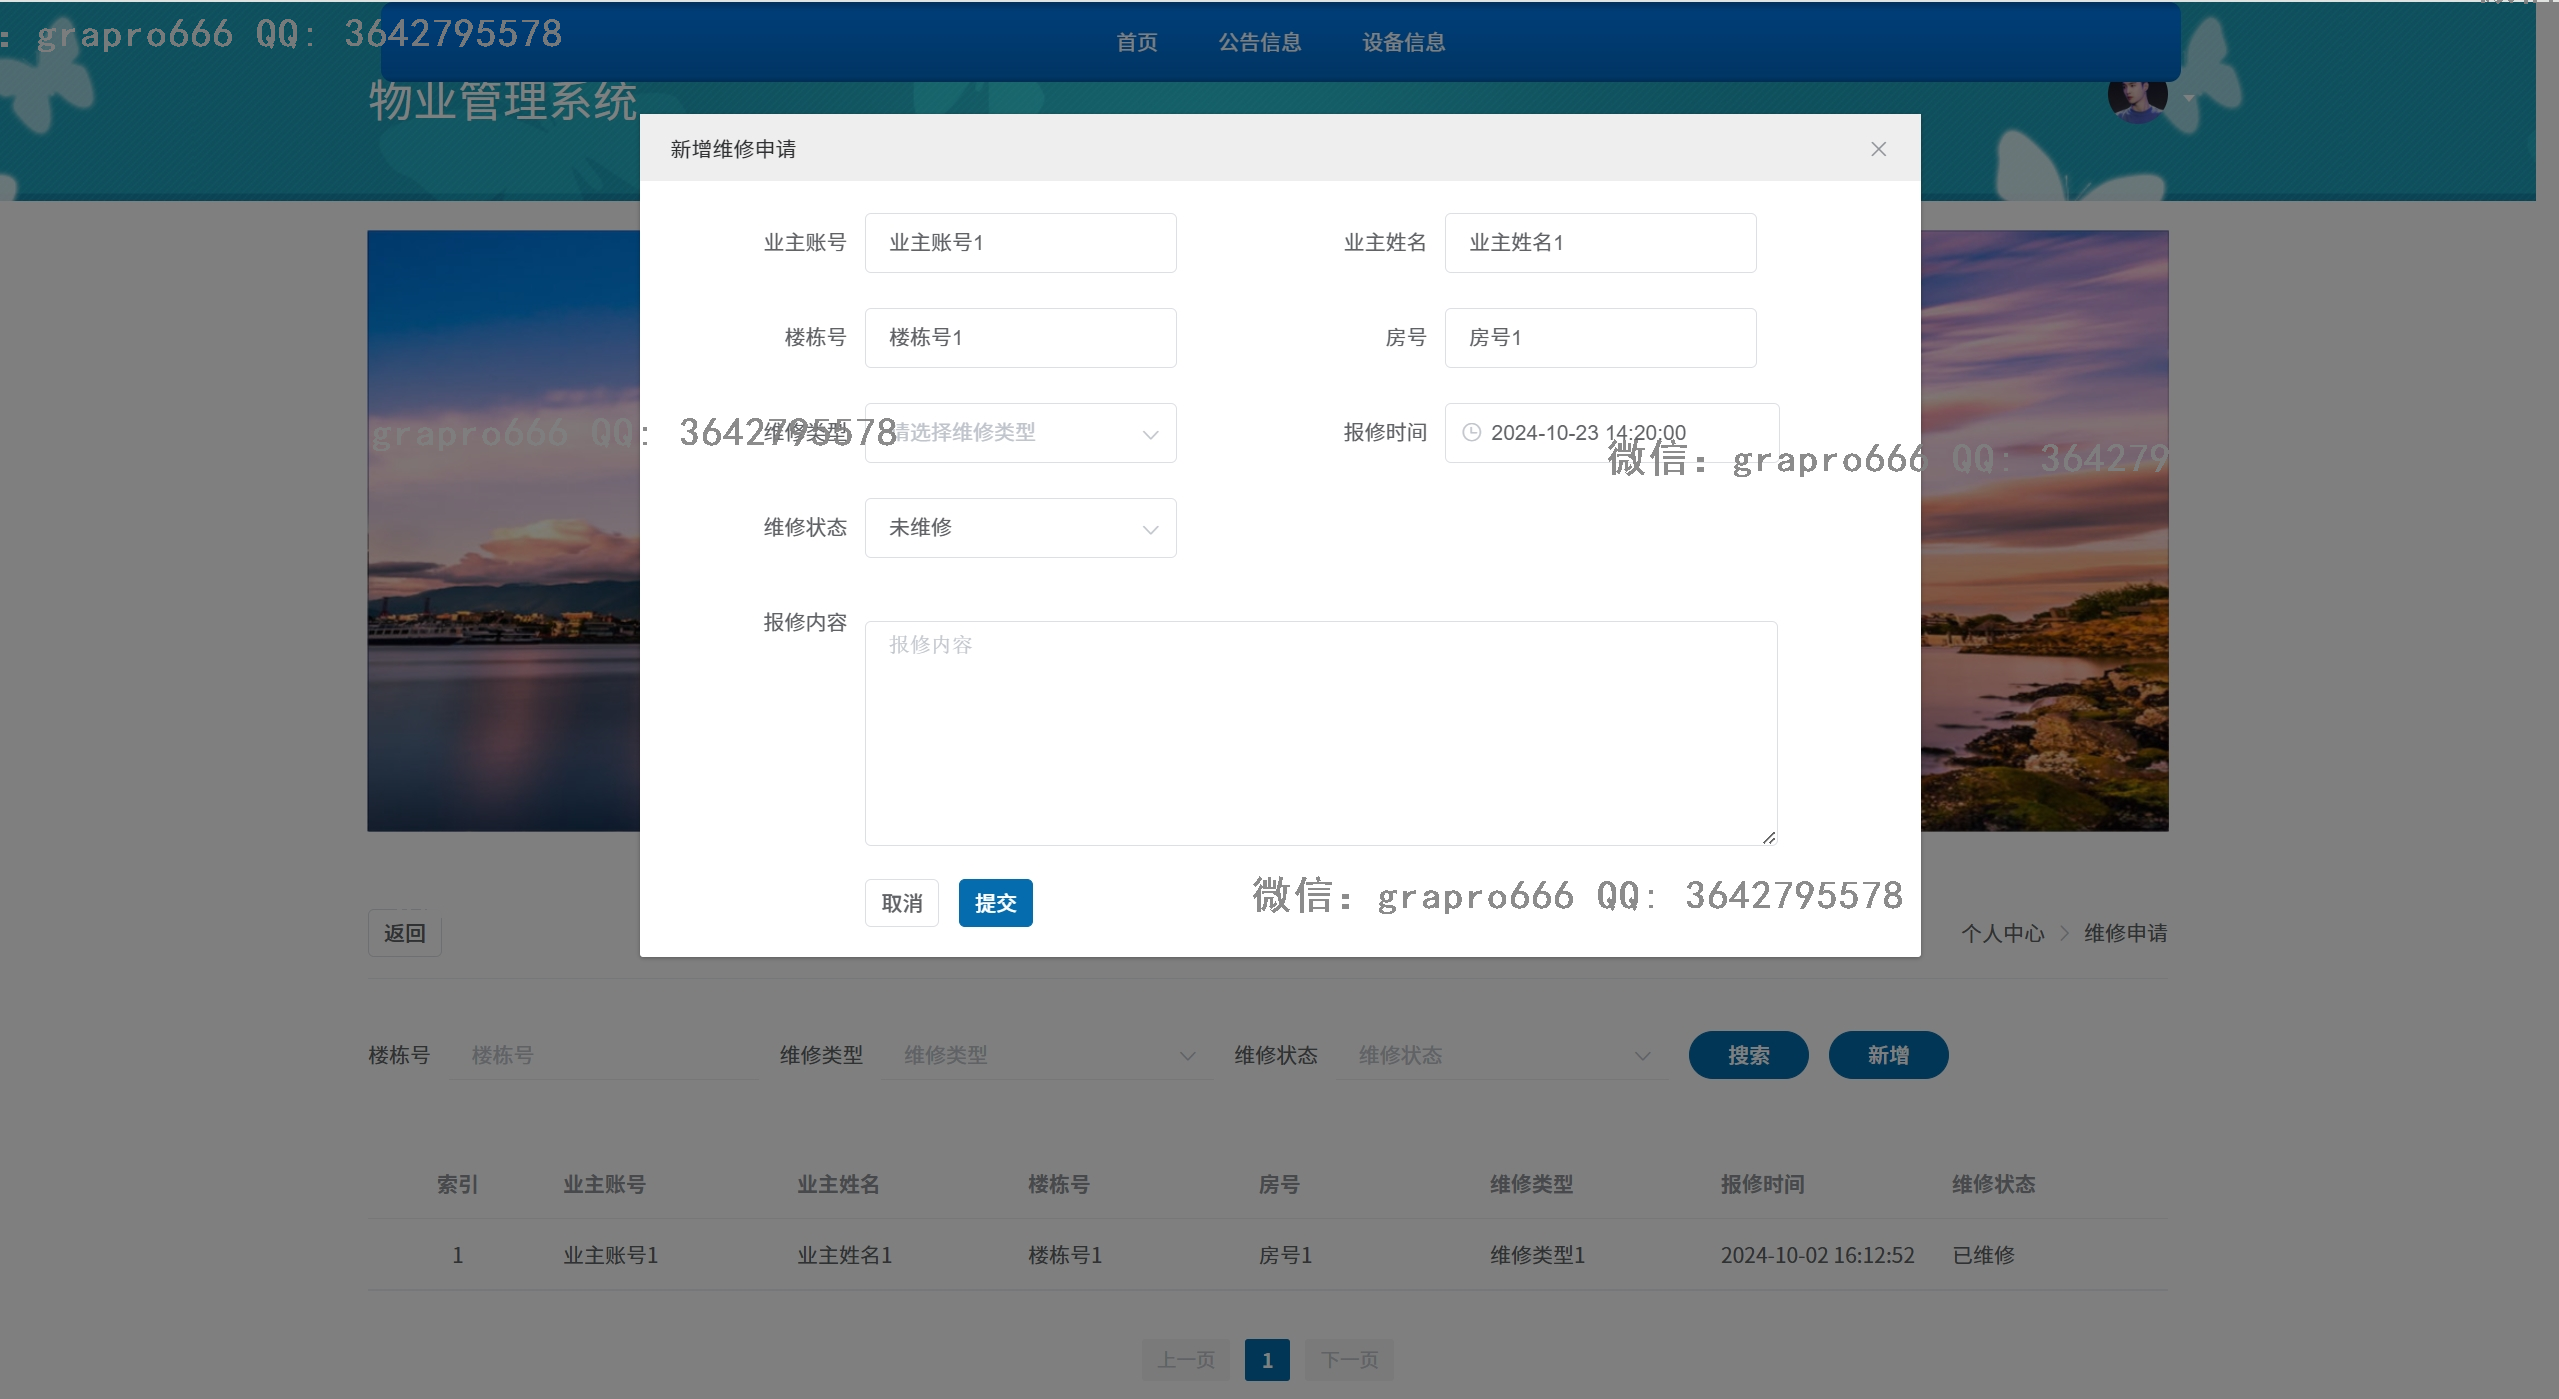 首页 公告信息 设备信息
：grapro666 QQ: 3642795578
物业管理系统
新增维修申请
业主账号 业主账号1 业主姓名 业主姓名1
楼栋号 楼栋号1 房号 房号1
维修类型 请选择维修类型 报修时间 2024-10-23 14:20:00
grapro666 QQ: 3642795578
微信：grapro666 QQ: 364279
维修状态 未维修
报修内容 报修内容
取消 提交
微信：grapro666 QQ: 3642795578
返回 个人中心 维修申请
楼栋号 楼栋号 维修类型 维修类型 维修状态 维修状态 搜索 新增
索引 业主账号 业主姓名 楼栋号 房号 维修类型 报修时间 维修状态
1 业主账号1 业主姓名1 楼栋号1 房号1 维修类型1 2024-10-02 16:12:52 已维修
上一页 1 下一页